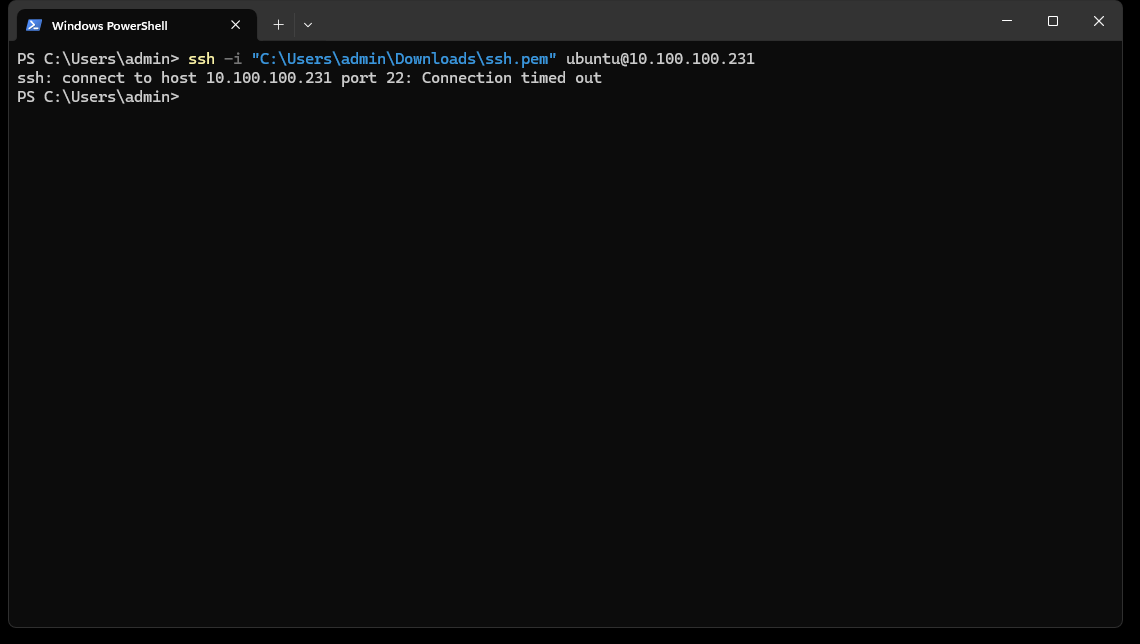 Windows PowerShell
PS C:\Users\admin> ssh -i "C:\Users\admin\Downloads\ssh.pem" ubuntu@10.100.100.231
ssh: connect to host 10.100.100.231 port 22: Connection timed out
PS C:\Users\admin>